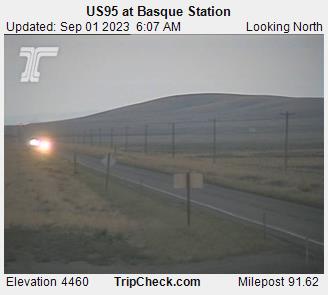 US95 at Basque Station
Updated: Sep 01 2023 6:07 AM Looking North
Elevation 4460 TripCheck.com Milepost 91.62